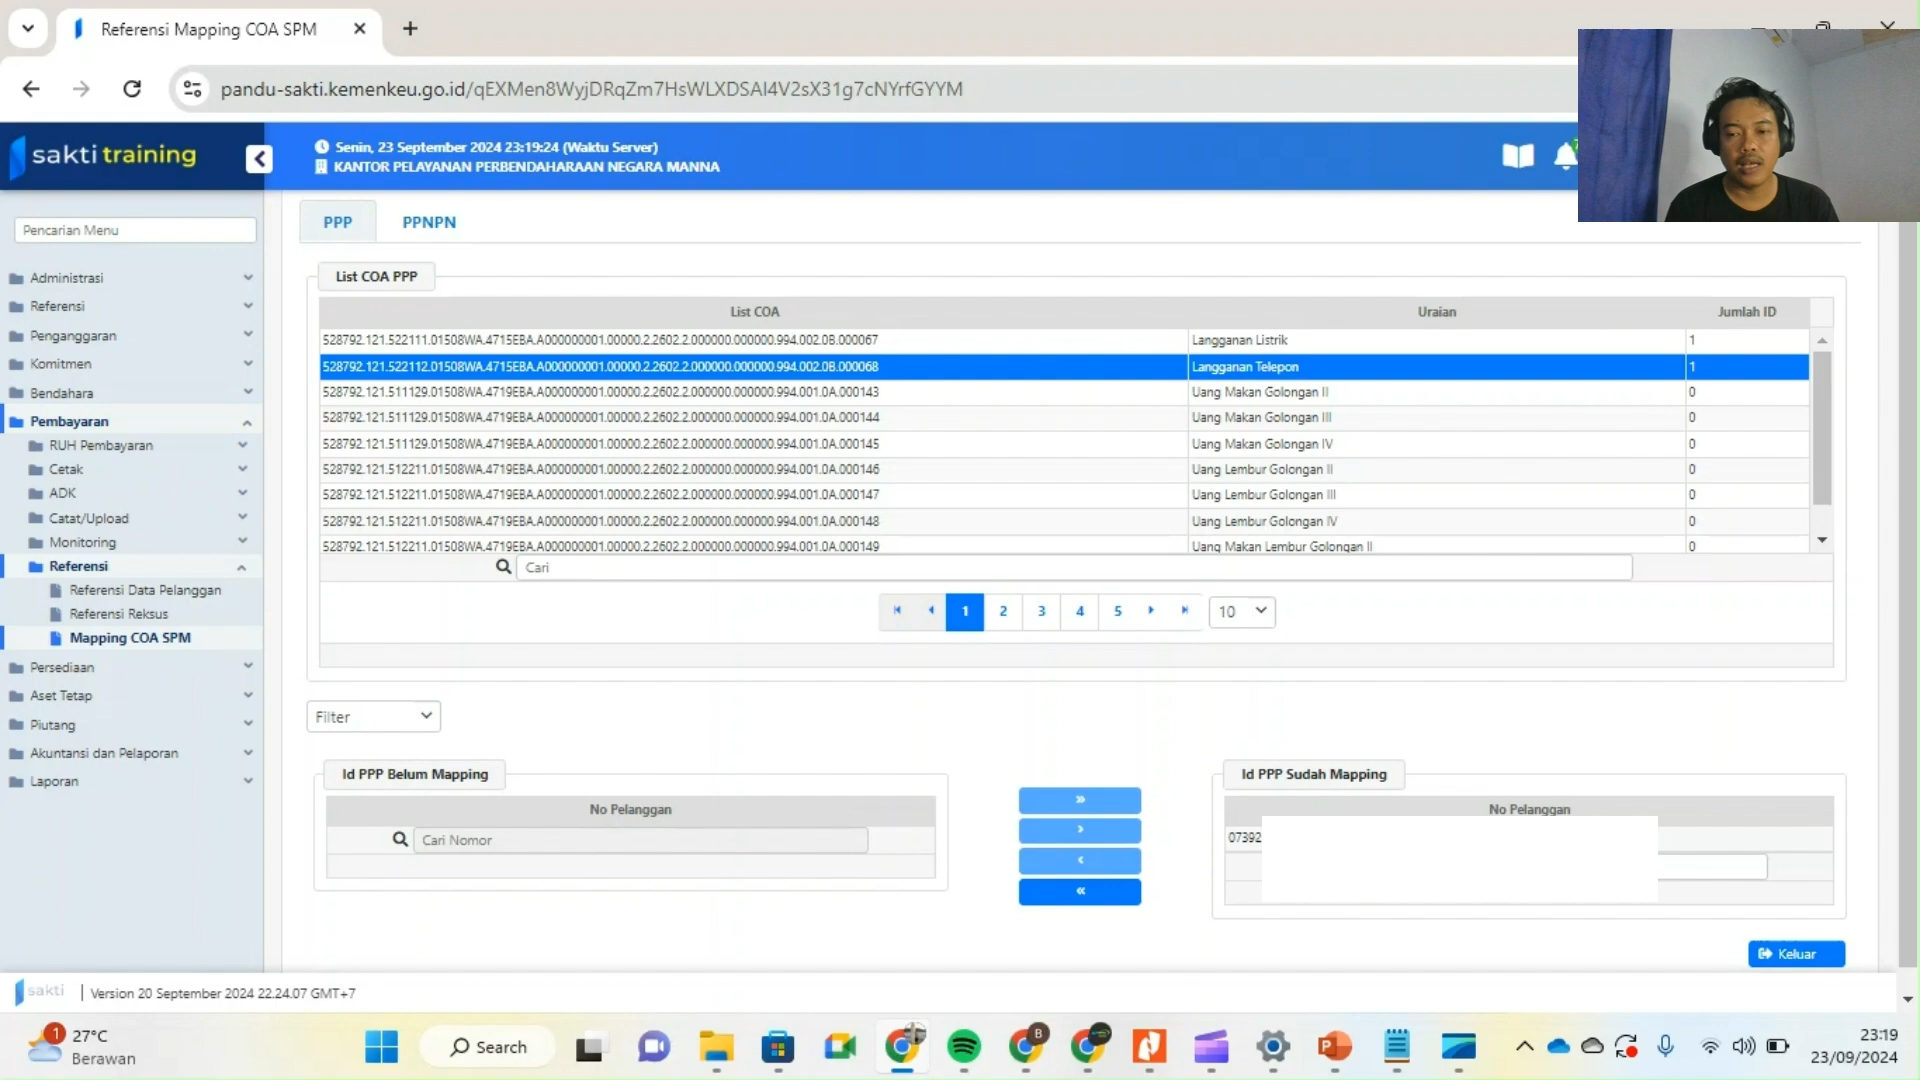 Referensi Mapping COA SPM
pandu-sakti.kemenkeu.go.id/qEXMen8WyjDRqZm7HsWLXDSAI4V2sX31g7cNYrfGYYM
sakti training
Senin, 23 September 2024 23:19:24 (Waktu Server)
KANTOR PELAYANAN PERBENDAHARAAN NEGARA MANNA
Pencarian Menu
Administrasi
Referensi
Penganggaran
Komitmen
Bendahara
Pembayaran
RUH Pembayaran
Cetak
ADK
Catat/Upload
Monitoring
Referensi
Referensi Data Pelanggan
Referensi Reksus
Mapping COA SPM
Persediaan
Aset Tetap
Piutang
Akuntansi dan Pelaporan
Laporan
PPP PPNPN
List COA PPP
List COA Uraian Jumlah ID
528792.121.522111.01508WA.4715EBA.A000000001.00000.2.2602.2.000000.000000.994.002.0B.000067 Langganan Listrik 1
528792.121.522112.01508WA.4715EBA.A000000001.00000.2.2602.2.000000.000000.994.002.0B.000068 Langganan Telepon 1
528792.121.511129.01508WA.4719EBA.A000000001.00000.2.2602.2.000000.000000.994.001.0A.000143 Uang Makan Golongan II 0
528792.121.511129.01508WA.4719EBA.A000000001.00000.2.2602.2.000000.000000.994.001.0A.000144 Uang Makan Golongan III 0
528792.121.511129.01508WA.4719EBA.A000000001.00000.2.2602.2.000000.000000.994.001.0A.000145 Uang Makan Golongan IV 0
528792.121.512211.01508WA.4719EBA.A000000001.00000.2.2602.2.000000.000000.994.001.0A.000146 Uang Lembur Golongan II 0
528792.121.512211.01508WA.4719EBA.A000000001.00000.2.2602.2.000000.000000.994.001.0A.000147 Uang Lembur Golongan III 0
528792.121.512211.01508WA.4719EBA.A000000001.00000.2.2602.2.000000.000000.994.001.0A.000148 Uang Lembur Golongan IV 0
528792.121.512211.01508WA.4719EBA.A000000001.00000.2.2602.2.000000.000000.994.001.0A.000149 Uang Makan Lembur Golongan II 0
Cari
1 2 3 4 5 10
Filter
Id PPP Belum Mapping
No Pelanggan
Cari Nomor
Id PPP Sudah Mapping
No Pelanggan
07392
Keluar
sakti | Version 20 September 2024 22.24.07 GMT+7
1
27°C
Berawan
Search
B
23:19
23/09/2024